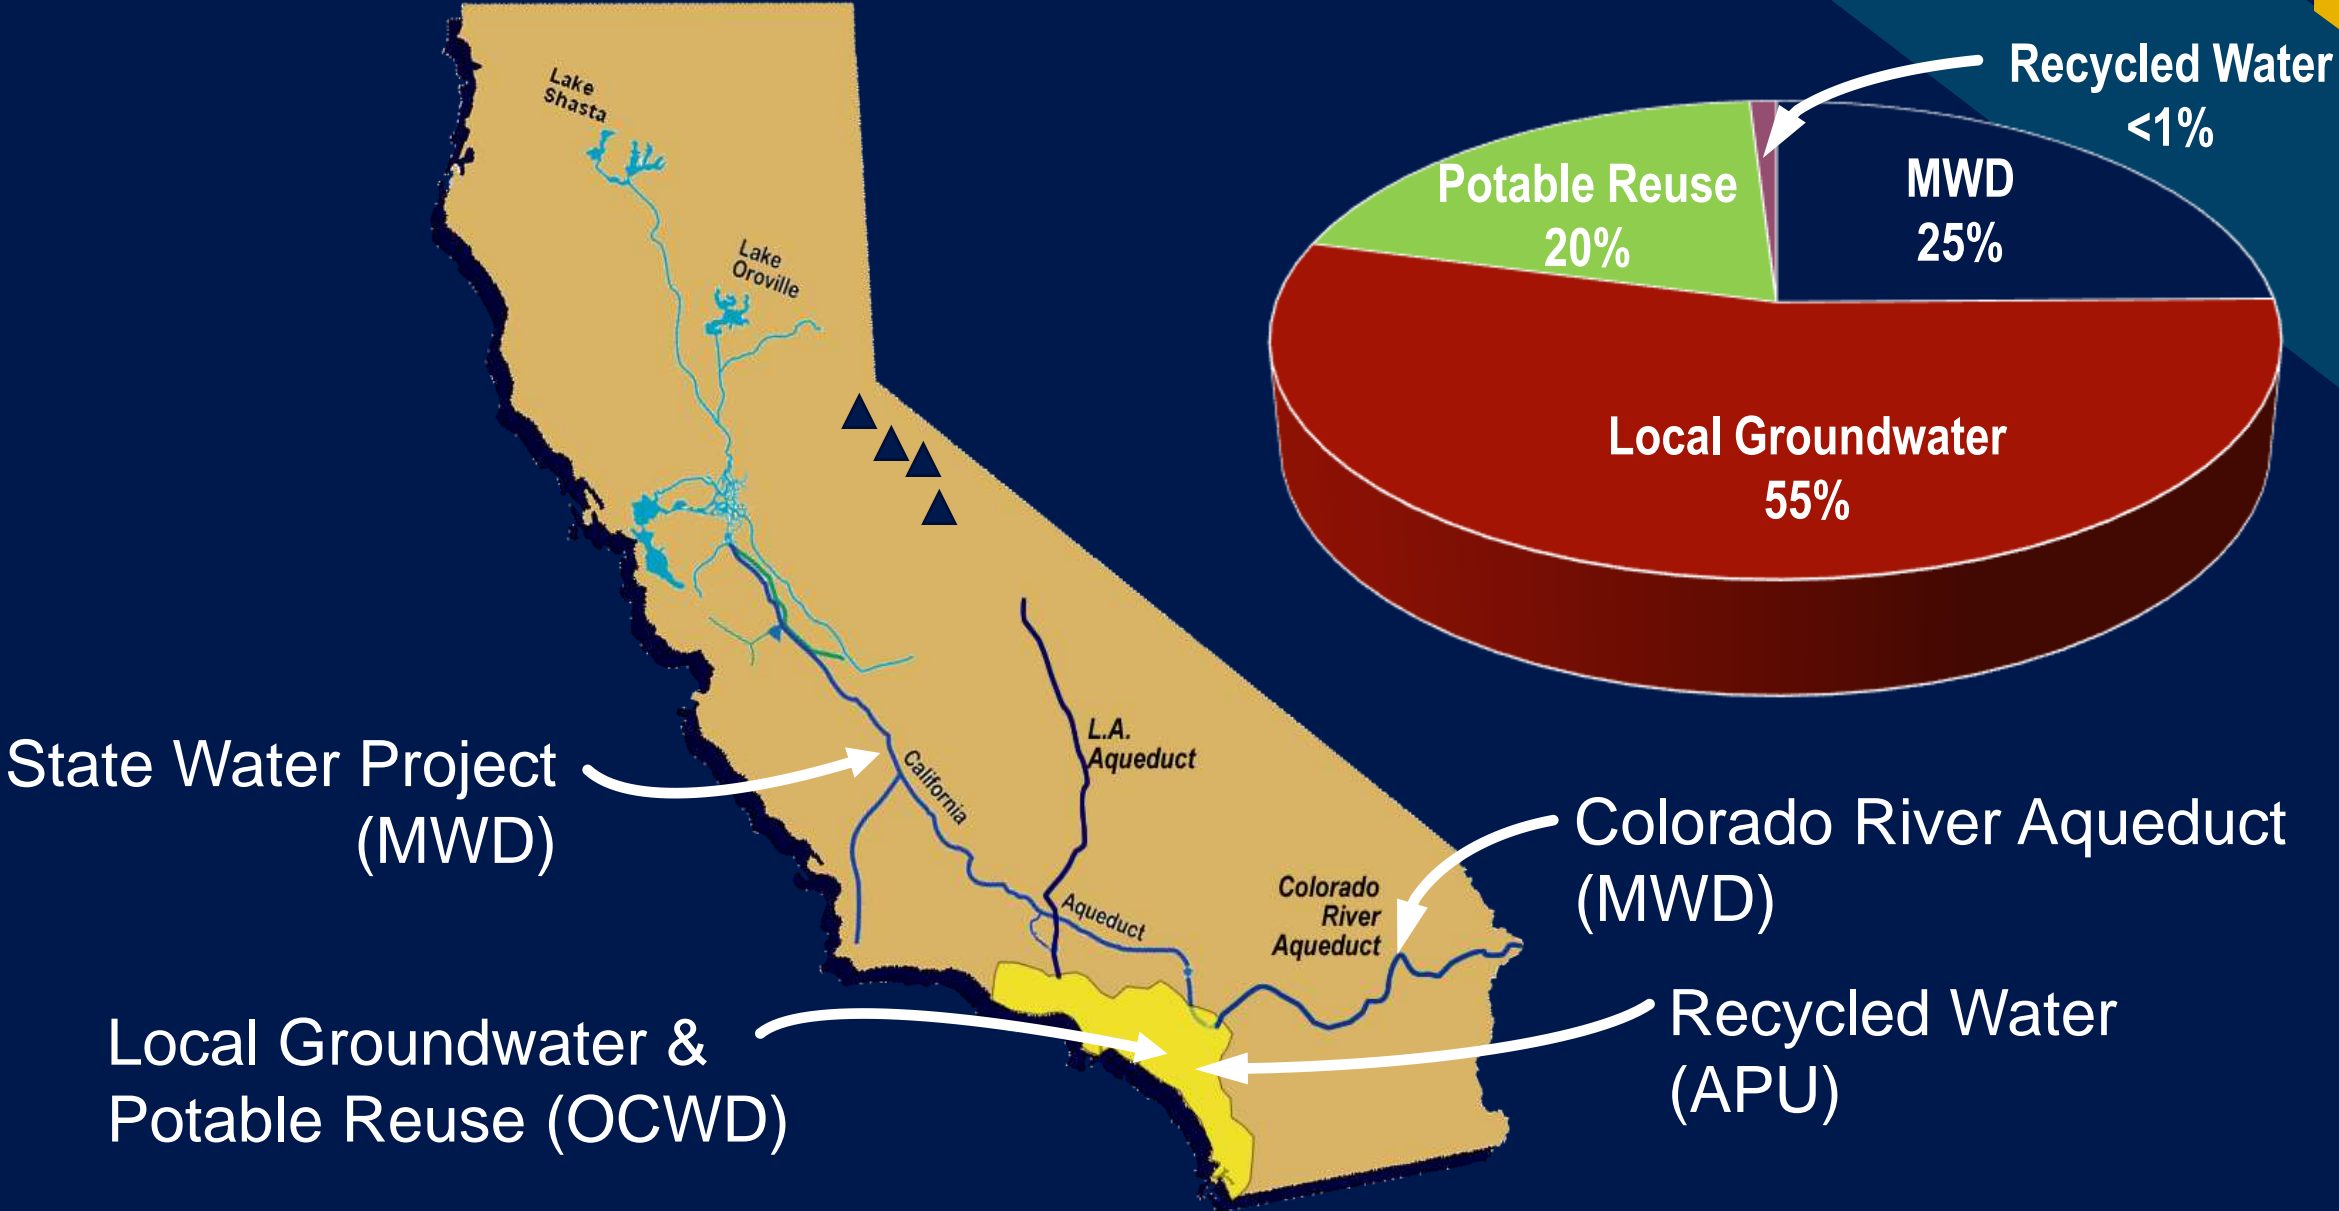 Lake
Shasta
Lake
Oroville
Recycled Water
<1%
MWD
25%
Potable Reuse
20%
Local Groundwater
55%
State Water Project
(MWD)
California
Aqueduct
L.A.
Aqueduct
Colorado
River
Aqueduct
Colorado River Aqueduct
(MWD)
Local Groundwater &
Potable Reuse (OCWD)
Recycled Water
(APU)